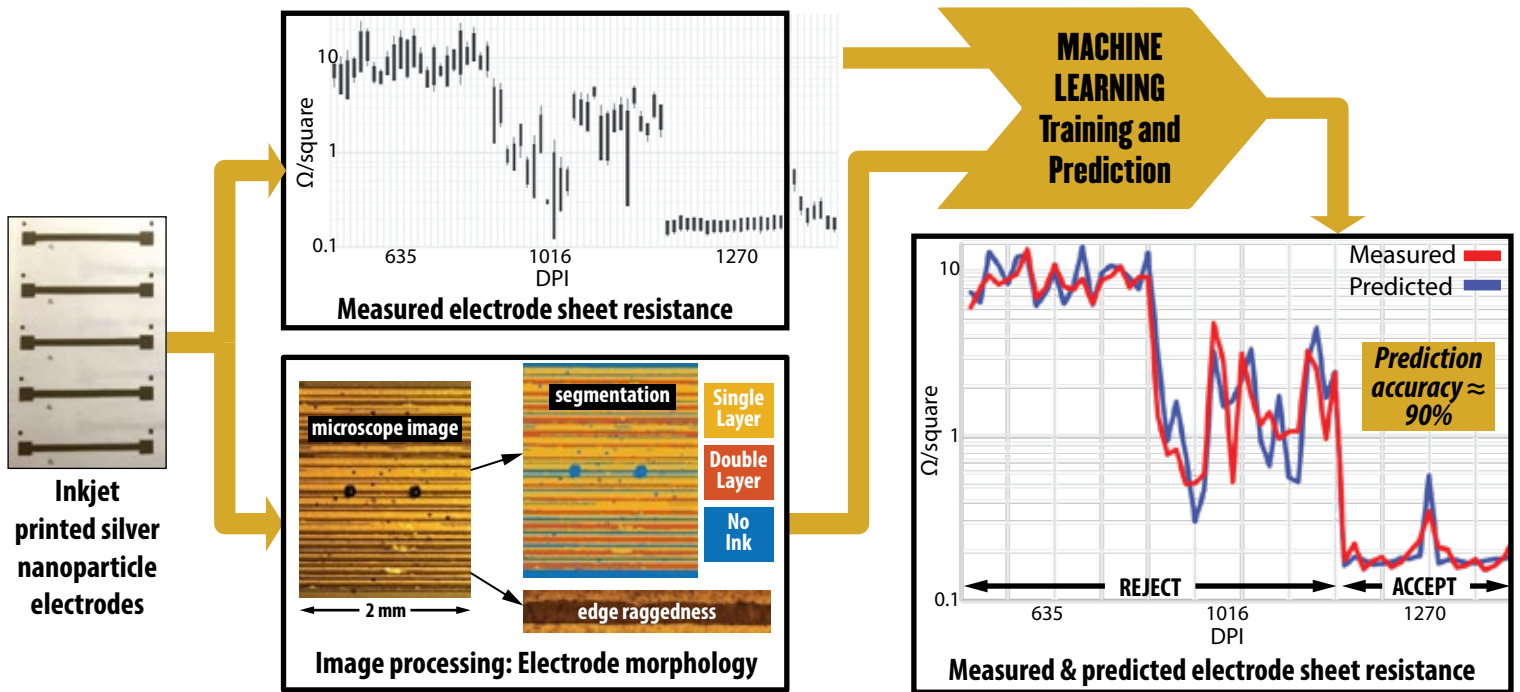 Inkjet
printed silver
nanoparticle
electrodes
10
1
0.1
Ω/square
635
1016
1270
DPI
Measured electrode sheet resistance
microscope image
2 mm
segmentation
Single
Layer
Double
Layer
No
Ink
edge raggedness
Image processing: Electrode morphology
MACHINE
LEARNING
Training and
Prediction
Measured
Predicted
10
1
0.1
Ω/square
Prediction
accuracy ≈
90%
REJECT
ACCEPT
635
1016
1270
DPI
Measured & predicted electrode sheet resistance